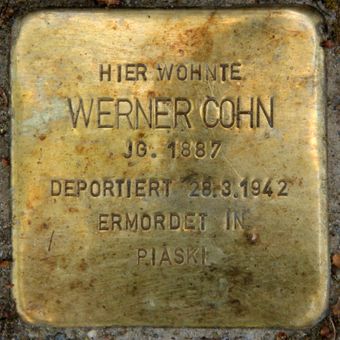 HIER WOHNTE
WERNER COHN
JG. 1887
DEPORTIERT 28.3.1942
ERMORDET IN
PIASKI